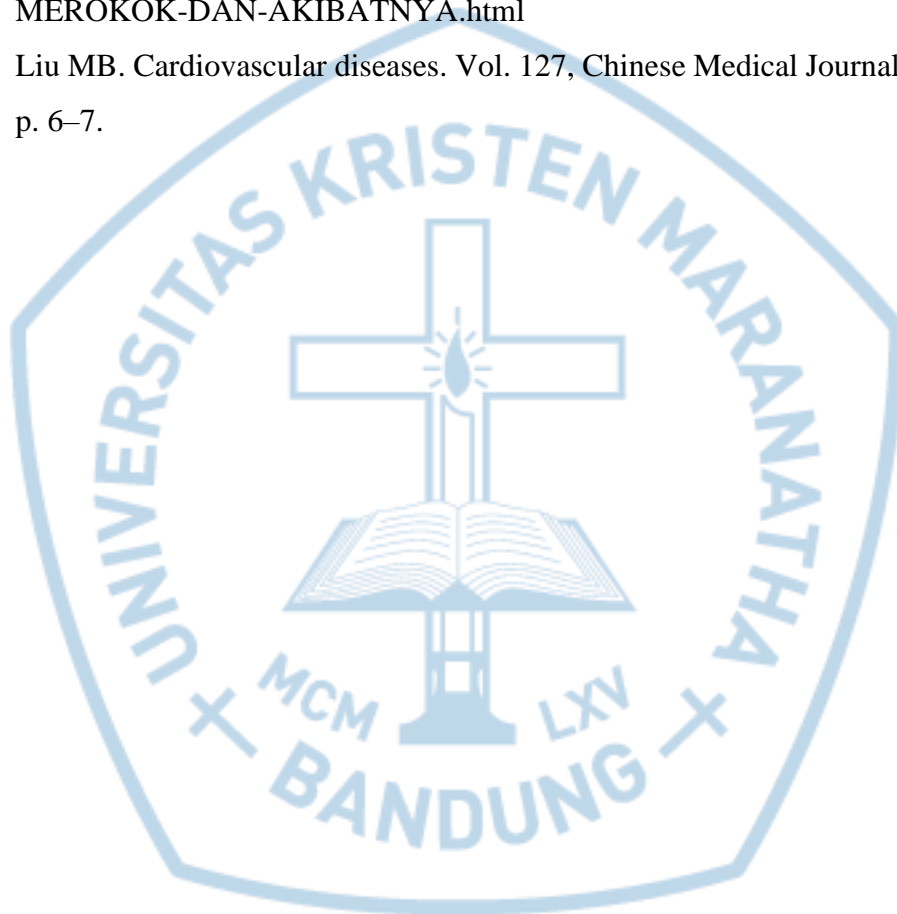 MEROKOK-DAN-AKIBATNYA.html
Liu MB. Cardiovascular diseases. Vol. 127, Chinese Medical Journal
p. 6–7.
UNIVERSITAS KRISTEN MARANATHA
MCM LXV
BANDUNG